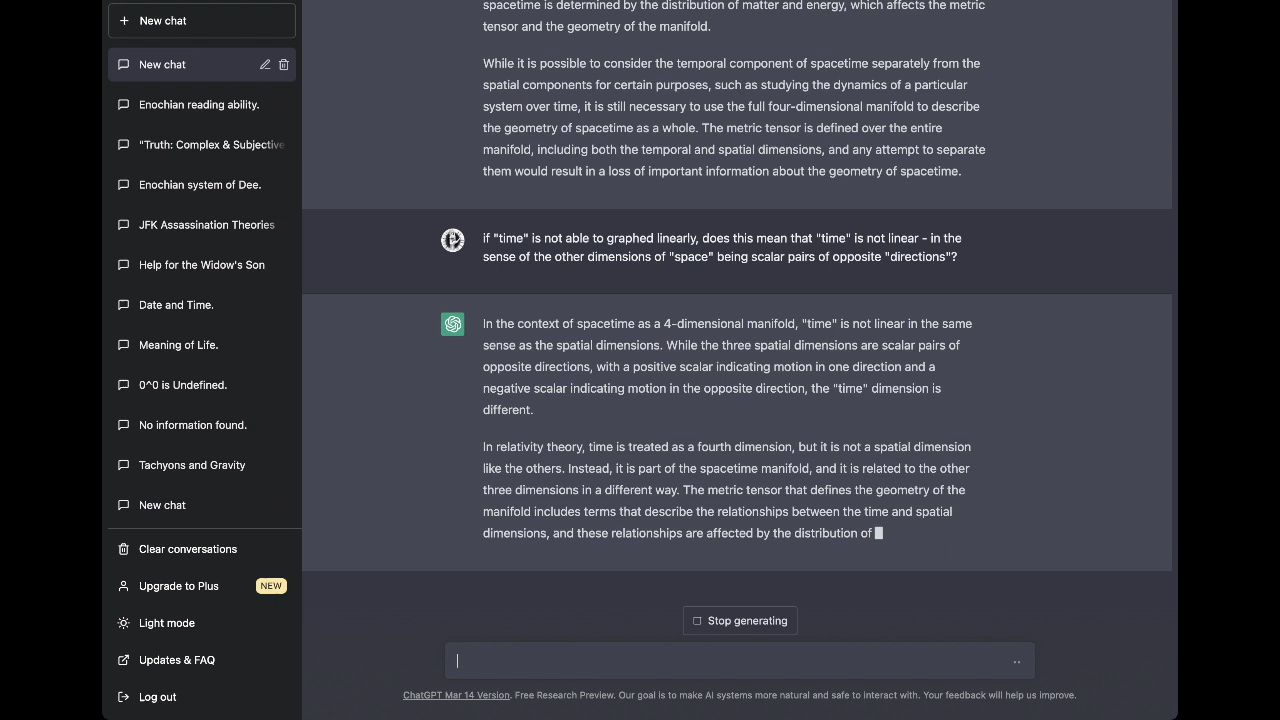 New chat
New chat
Enochian reading ability.
"Truth: Complex & Subjective
Enochian system of Dee.
JFK Assassination Theories
Help for the Widow's Son
Date and Time.
Meaning of Life.
0^0 is Undefined.
No information found.
Tachyons and Gravity
New chat
Clear conversations
Upgrade to Plus NEW
Light mode
Updates & FAQ
Log out
spacetime is determined by the distribution of matter and energy, which affects the metric
tensor and the geometry of the manifold.
While it is possible to consider the temporal component of spacetime separately from the
spatial components for certain purposes, such as studying the dynamics of a particular
system over time, it is still necessary to use the full four-dimensional manifold to describe
the geometry of spacetime as a whole. The metric tensor is defined over the entire
manifold, including both the temporal and spatial dimensions, and any attempt to separate
them would result in a loss of important information about the geometry of spacetime.
if "time" is not able to graphed linearly, does this mean that "time" is not linear - in the
sense of the other dimensions of "space" being scalar pairs of opposite "directions"?
In the context of spacetime as a 4-dimensional manifold, "time" is not linear in the same
sense as the spatial dimensions. While the three spatial dimensions are scalar pairs of
opposite directions, with a positive scalar indicating motion in one direction and a
negative scalar indicating motion in the opposite direction, the "time" dimension is
different.
In relativity theory, time is treated as a fourth dimension, but it is not a spatial dimension
like the others. Instead, it is part of the spacetime manifold, and it is related to the other
three dimensions in a different way. The metric tensor that defines the geometry of the
manifold includes terms that describe the relationships between the time and spatial
dimensions, and these relationships are affected by the distribution of
Stop generating
ChatGPT Mar 14 Version. Free Research Preview. Our goal is to make AI systems more natural and safe to interact with. Your feedback will help us improve.